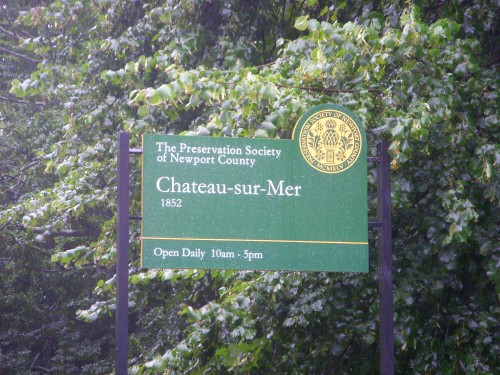 The Preservation Society
of Newport County
Chateau-sur-Mer
1852
Open Daily 10am - 5pm